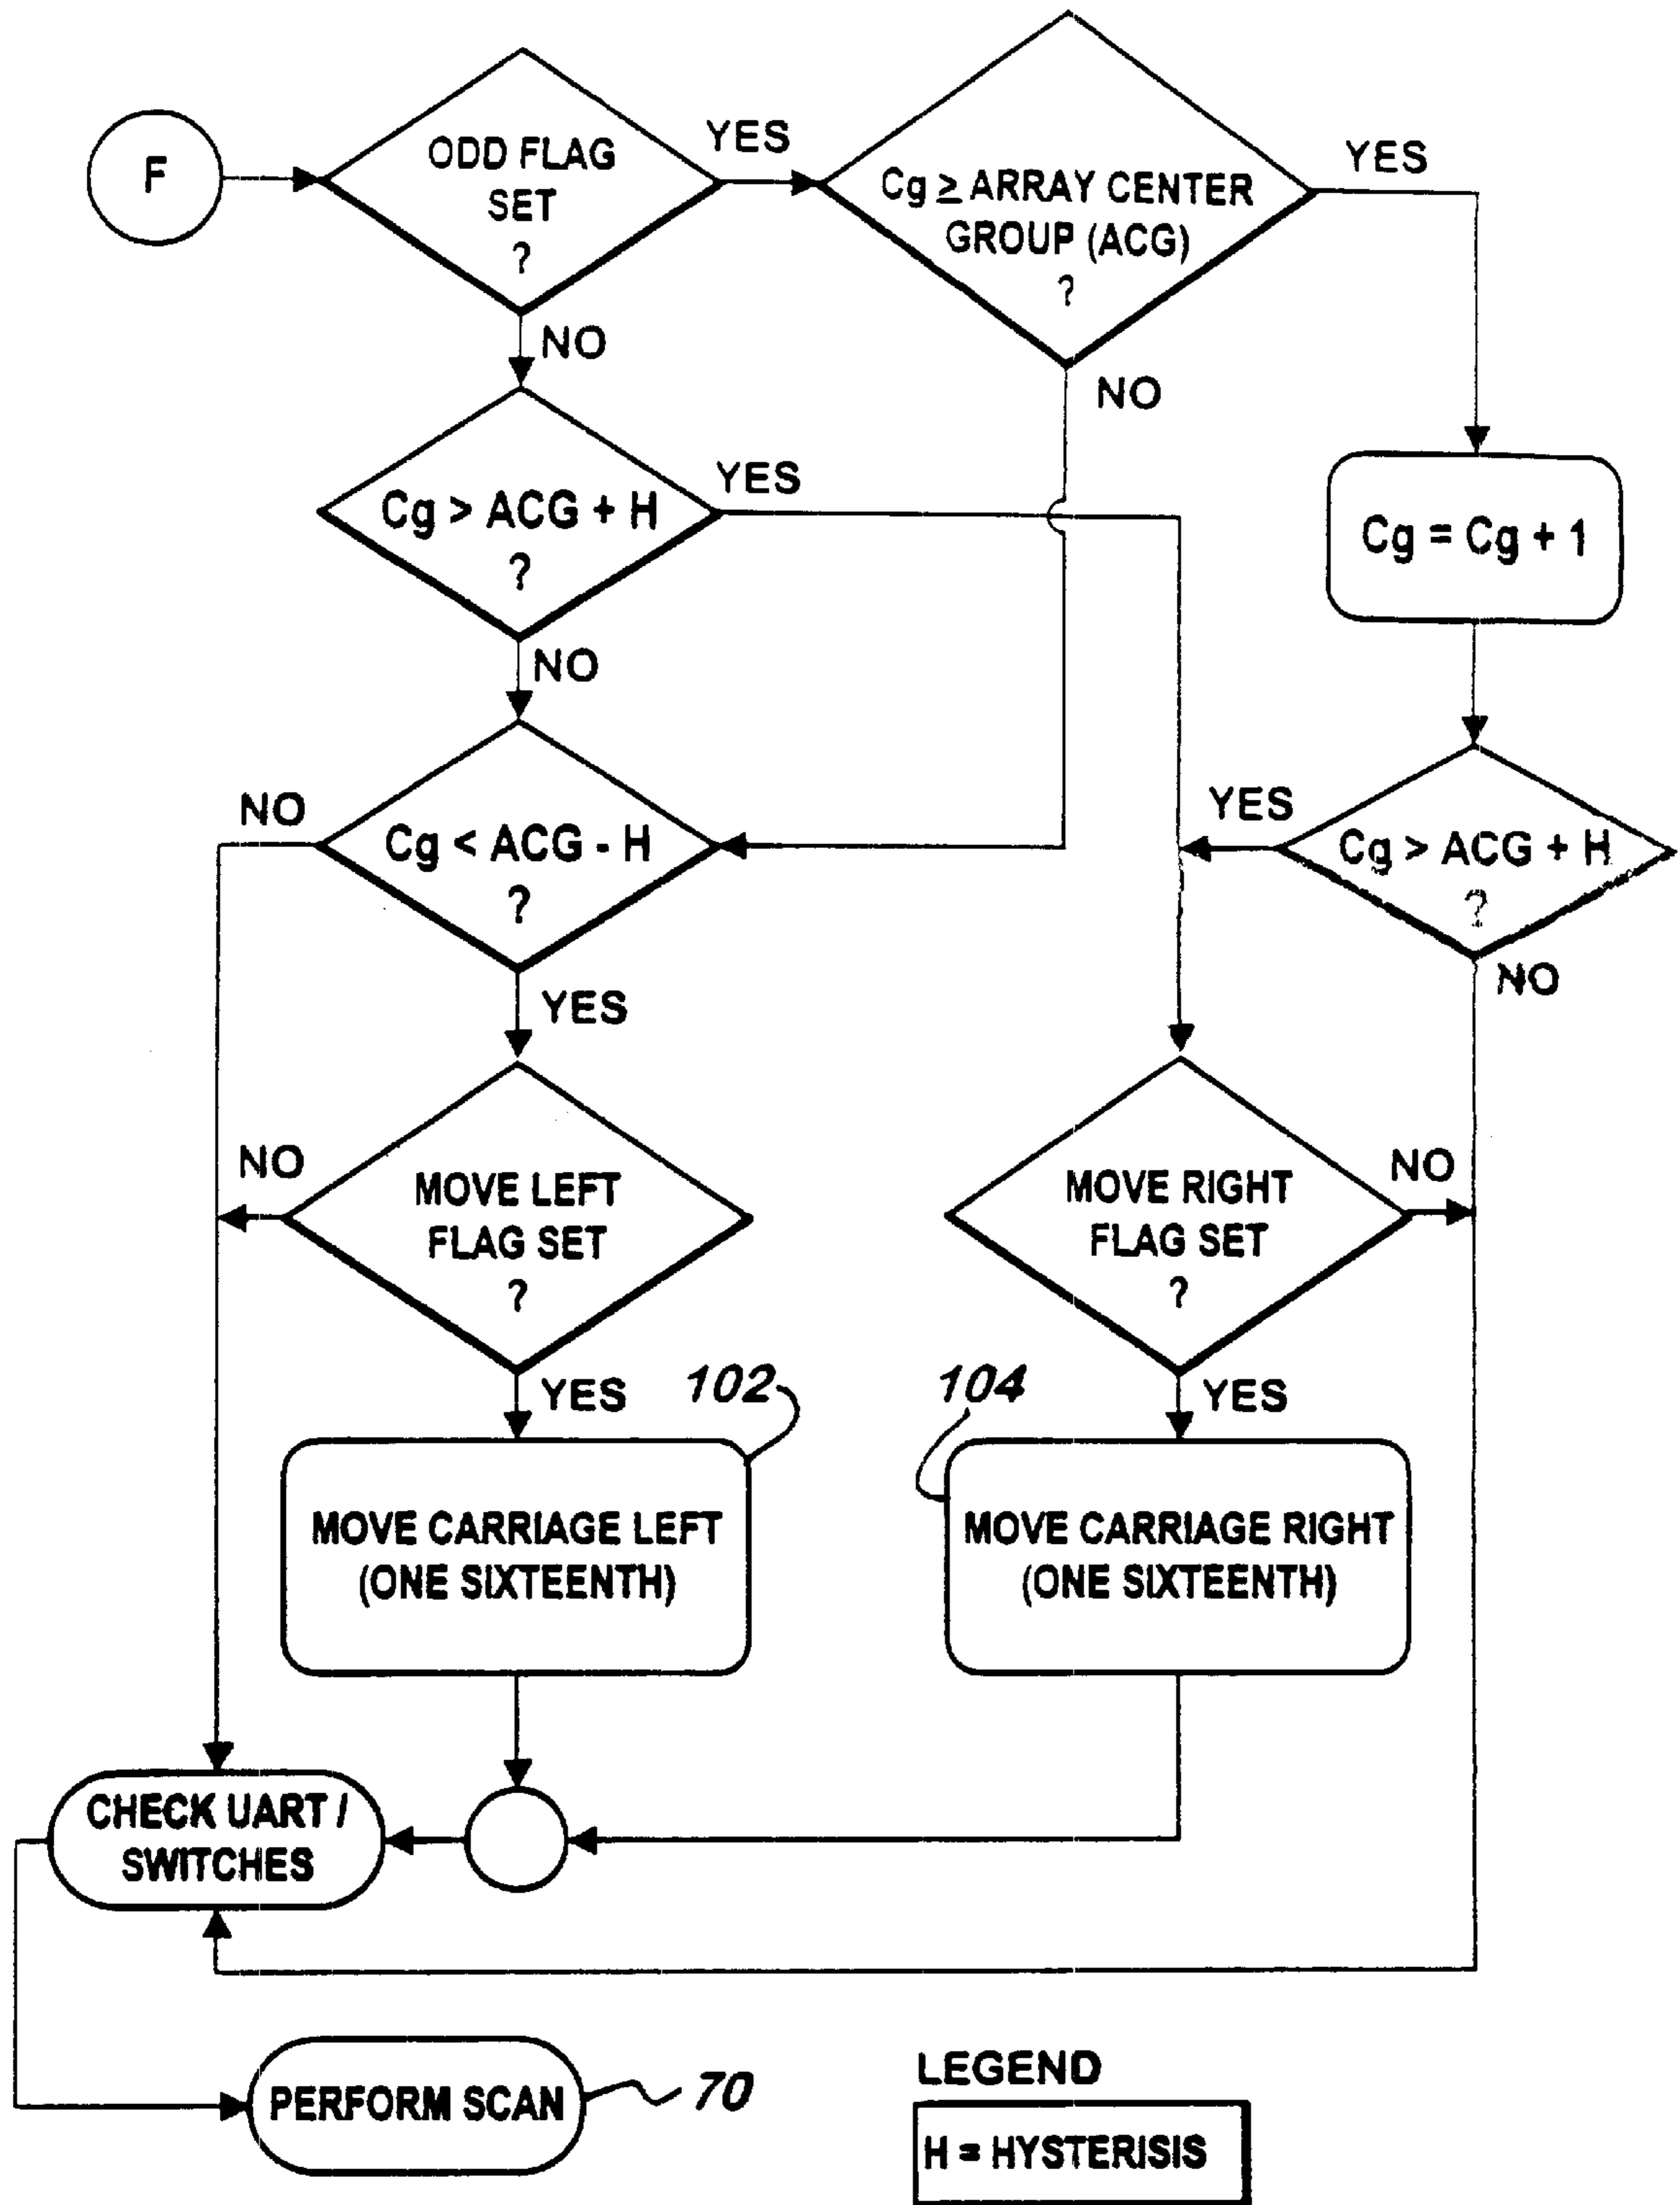 F
ODD FLAG
SET
?
YES
Cg ≥ ARRAY CENTER
GROUP (ACG)
?
YES
NO
NO
Cg > ACG + H
?
YES
Cg = Cg + 1
NO
Cg < ACG - H
?
NO
YES
Cg > ACG + H
?
YES
NO
MOVE LEFT
FLAG SET
?
NO
MOVE RIGHT
FLAG SET
?
NO
YES
102
104
YES
MOVE CARRIAGE LEFT
(ONE SIXTEENTH)
MOVE CARRIAGE RIGHT
(ONE SIXTEENTH)
CHECK UART /
SWITCHES
PERFORM SCAN
70
LEGEND
H = HYSTERISIS